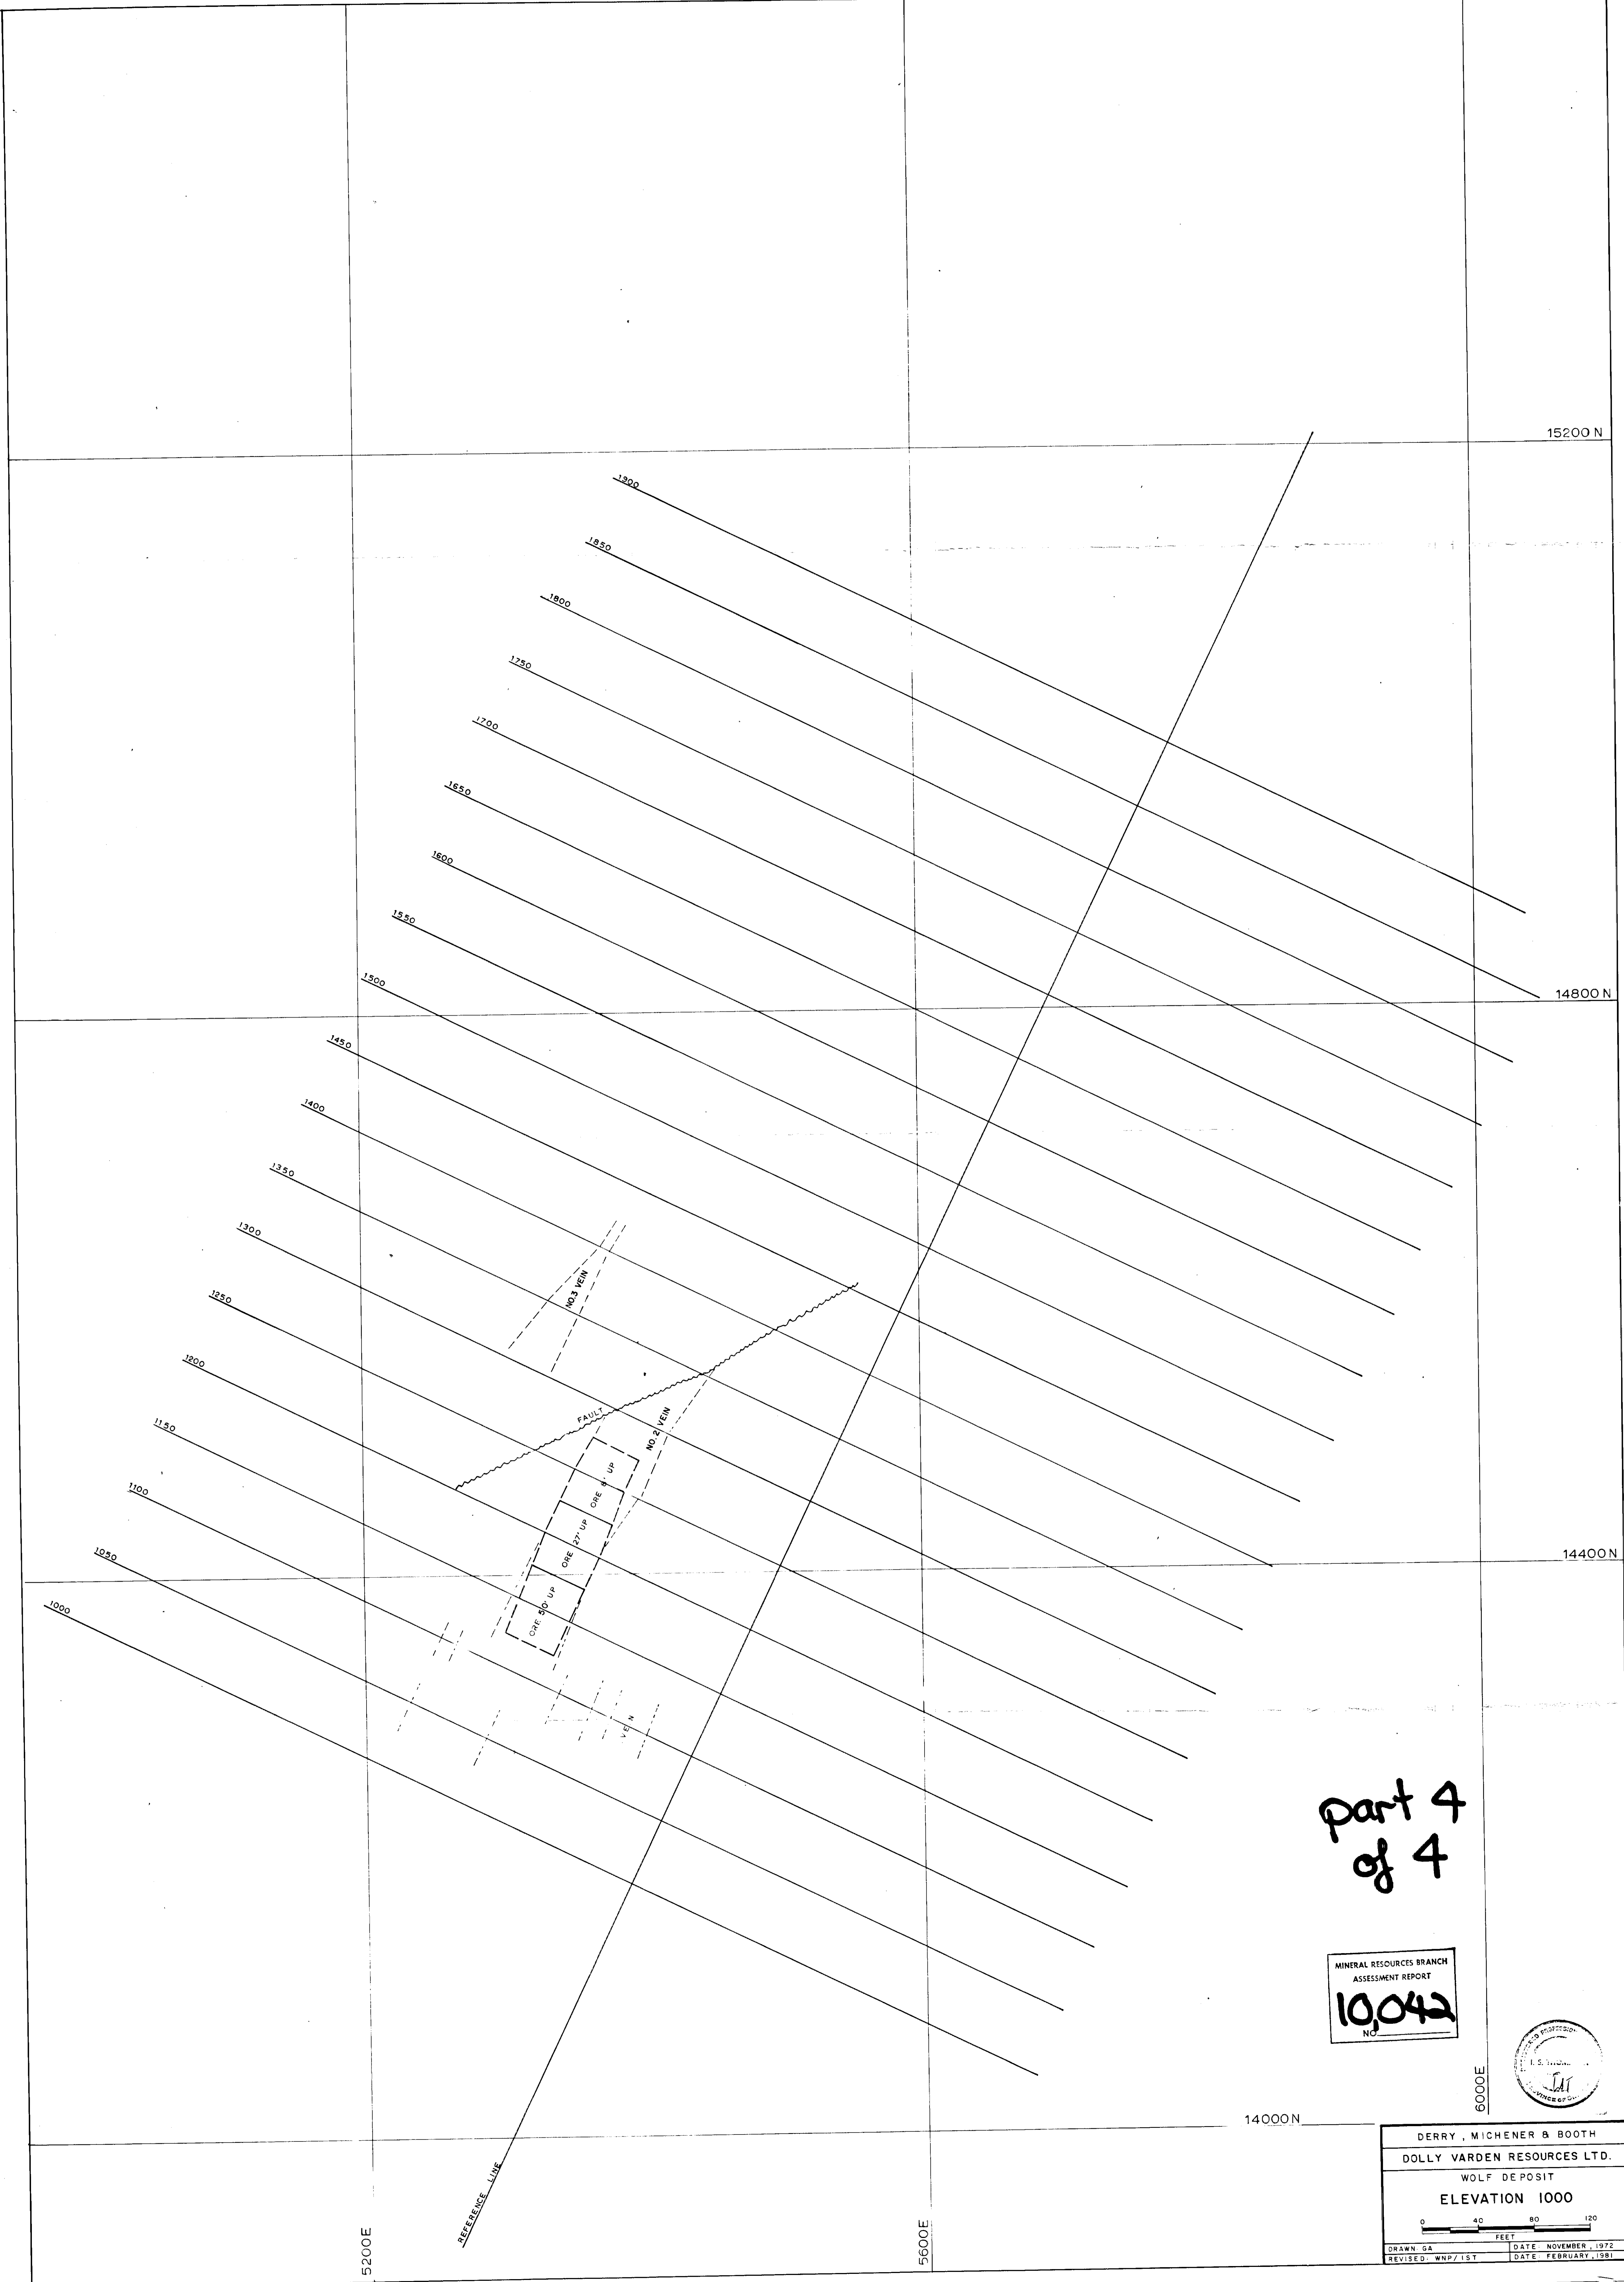 15200 N
1900
1850
1800
1750
1700
1650
1600
1550
1500
14800 N
1450
1400
1350
1300
1250
1200
1150
1100
1050
1000
NO.3 VEIN
FAULT
NO. 2 VEIN
ORE 6' UP
ORE 27' UP
ORE 50' UP
VEIN
14400 N
part 4
of 4
MINERAL RESOURCES BRANCH
ASSESSMENT REPORT
10,042
NO
6000E
14000 N
REFERENCE LINE
5200E
5600E
DERRY, MICHENER & BOOTH
DOLLY VARDEN RESOURCES LTD.
WOLF DEPOSIT
ELEVATION 1000
0 40 80 120
FEET
DRAWN: GA DATE: NOVEMBER, 1972
REVISED: WNP/IST DATE: FEBRUARY, 1981